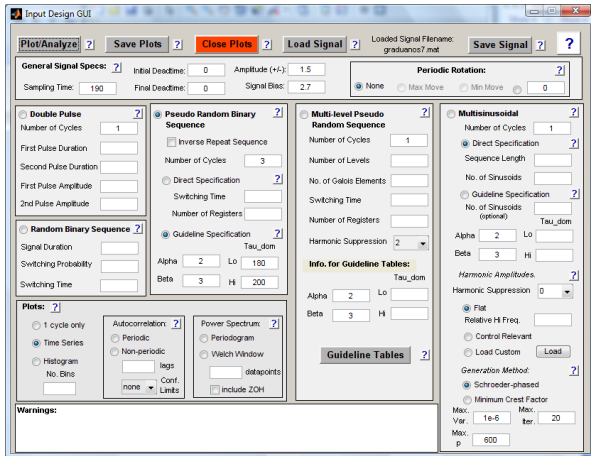 Input Design GUI
Plot/Analyze ? Save Plots ? Close Plots ? Load Signal ? Loaded Signal Filename: graduanos7.mat Save Signal ? ?
General Signal Specs: ? Initial Deadtime: 0 Amplitude (+/-): 1.5
Sampling Time: 190 Final Deadtime: 0 Signal Bias: 2.7
Periodic Rotation: ?
None Max Move Min Move 0
Double Pulse ?
Number of Cycles 1
First Pulse Duration
Second Pulse Duration
First Pulse Amplitude
2nd Pulse Amplitude
Random Binary Sequence ?
Signal Duration
Switching Probability
Switching Time
Pseudo Random Binary ?
Sequence
Inverse Repeat Sequence
Number of Cycles 3
Direct Specification ?
Switching Time
Number of Registers
Guideline Specification ?
Tau_dom
Alpha 2 Lo 180
Beta 3 Hi 200
Multi-level Pseudo ?
Random Sequence
Number of Cycles 1
Number of Levels
No. of Galois Elements
Switching Time
Number of Registers
Harmonic Suppression 2
Info. for Guideline Tables:
Tau_dom
Alpha 2 Lo
Beta 3 Hi
Guideline Tables ?
Multisinusoidal ?
Number of Cycles 1
Direct Specification ?
Sequence Length
No. of Sinusoids
Guideline Specification ?
No. of Sinusoids
(optional) Tau_dom
Alpha 2 Lo
Beta 3 Hi
Harmonic Amplitudes. ?
Harmonic Suppression 0
Flat
Relative Hi Freq.
Control Relevant
Load Custom Load
Generation Method: ?
Schroeder-phased
Minimum Crest Factor
Max. Var. 1e-6 Max. Iter. 20
Max. p 600
Plots: ?
1 cycle only
Time Series
Histogram
No. Bins
Autocorrelation: ?
Periodic
Non-periodic
lags
none Conf. Limits
Power Spectrum: ?
Periodogram
Welch Window
datapoints
include ZOH
Warnings: